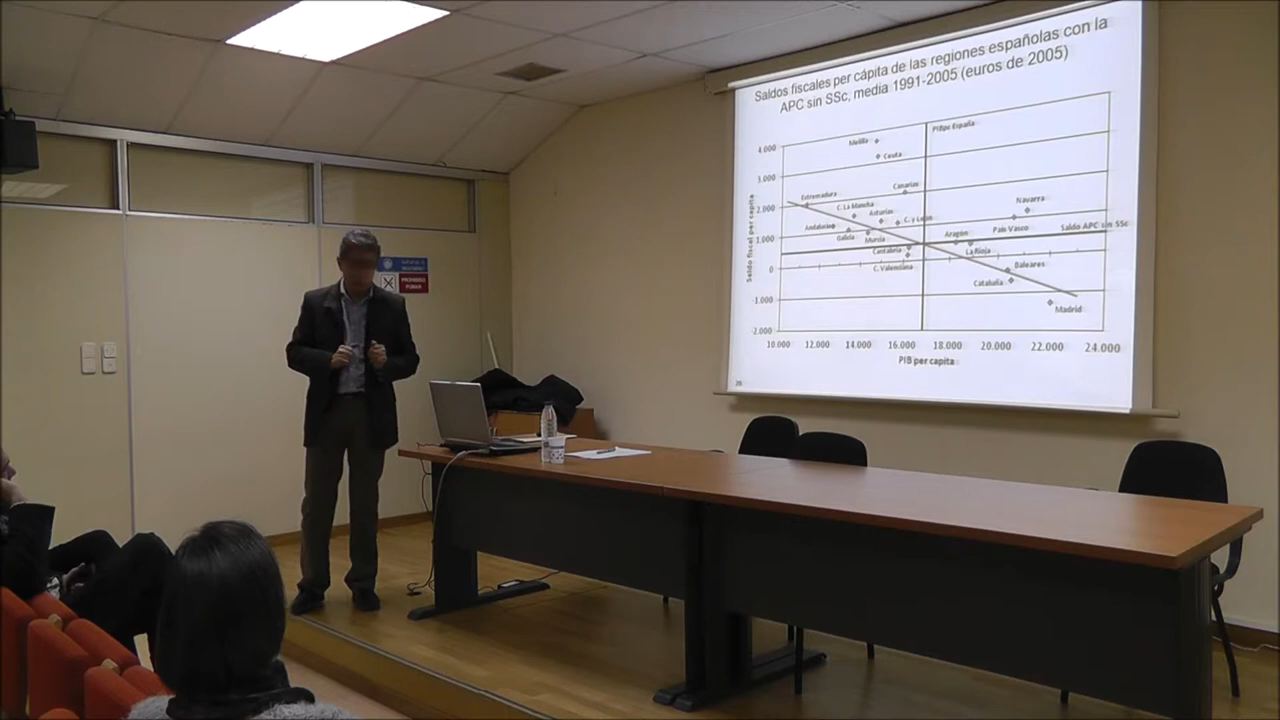 Saldos fiscales per cápita de las regiones españolas con la
APC sin SSc, media 1991-2005 (euros de 2005)
PIBpc España
4.000
Melilla
Ceuta
3.000
Canarias
Extremadura
Navarra
2.000
C. La Mancha
Asturias
C. y León
Andalucía
País Vasco
Saldo APC sin SSc
Galicia
Murcia
Aragón
1.000
Cantabria
La Rioja
C. Valenciana
Baleares
0
Cataluña
-1.000
Madrid
-2.000
Saldo fiscal per capita
10.000 12.000 14.000 16.000 18.000 20.000 22.000 24.000
PIB per capita
PROHIBIDO
FUMAR